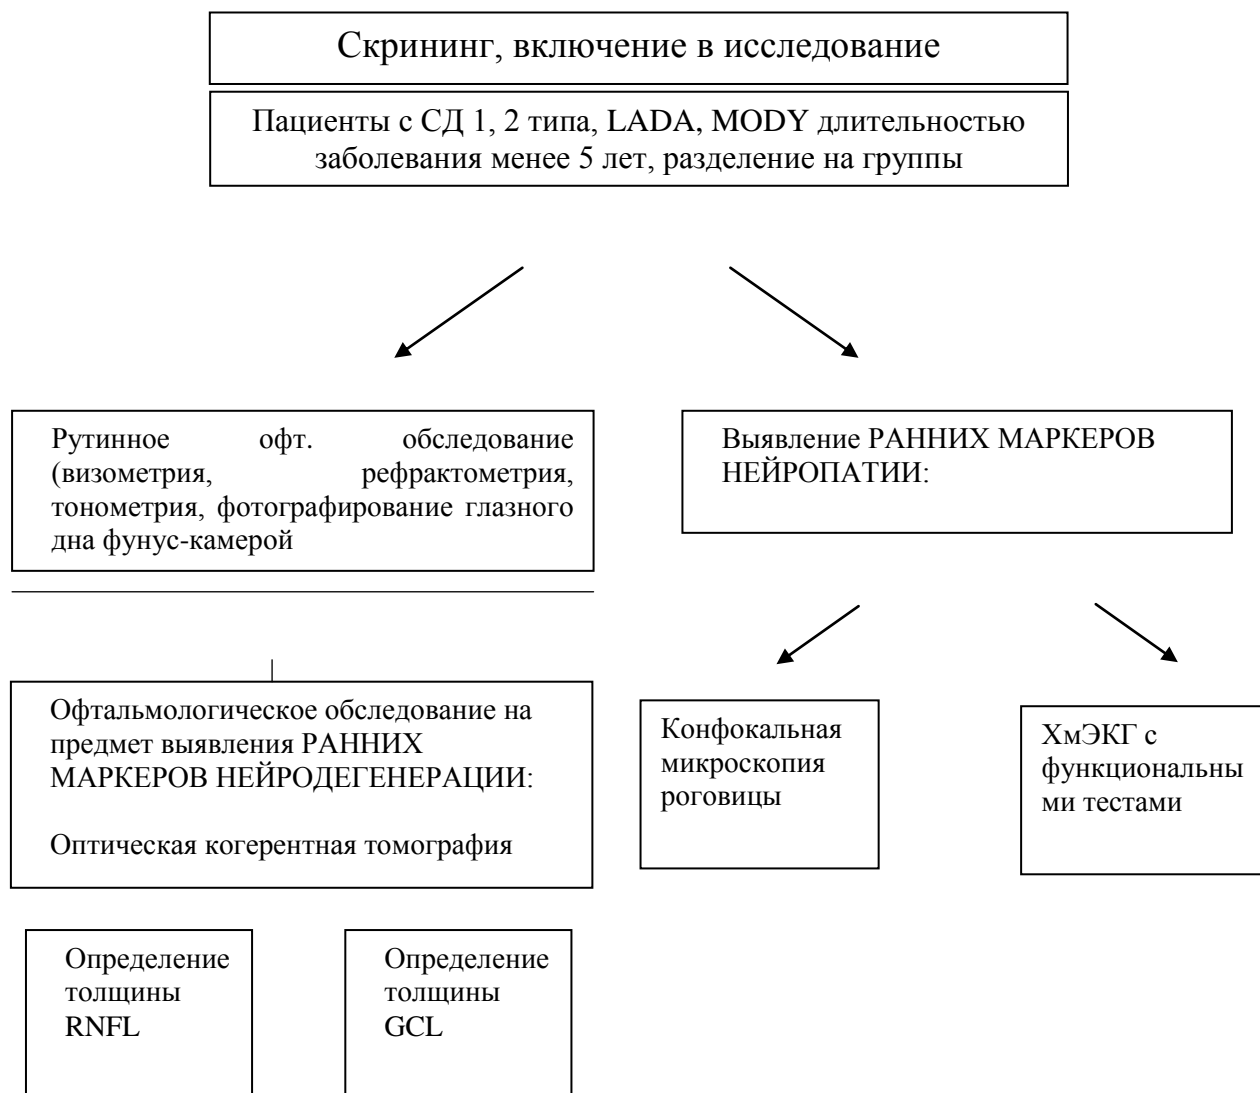 Скрининг, включение в исследование
Пациенты с СД 1, 2 типа, LADA, MODY длительностью
заболевания менее 5 лет, разделение на группы
Рутинное офт. обследование
(визометрия, рефрактометрия,
тонометрия, фотографирование глазного
дна фунус-камерой
Выявление РАННИХ МАРКЕРОВ
НЕЙРОПАТИИ:
Офтальмологическое обследование на
предмет выявления РАННИХ
МАРКЕРОВ НЕЙРОДЕГЕНЕРАЦИИ:
Оптическая когерентная томография
Конфокальная
микроскопия
роговицы
ХмЭКГ с
функциональны
ми тестами
Определение
толщины
RNFL
Определение
толщины
GCL